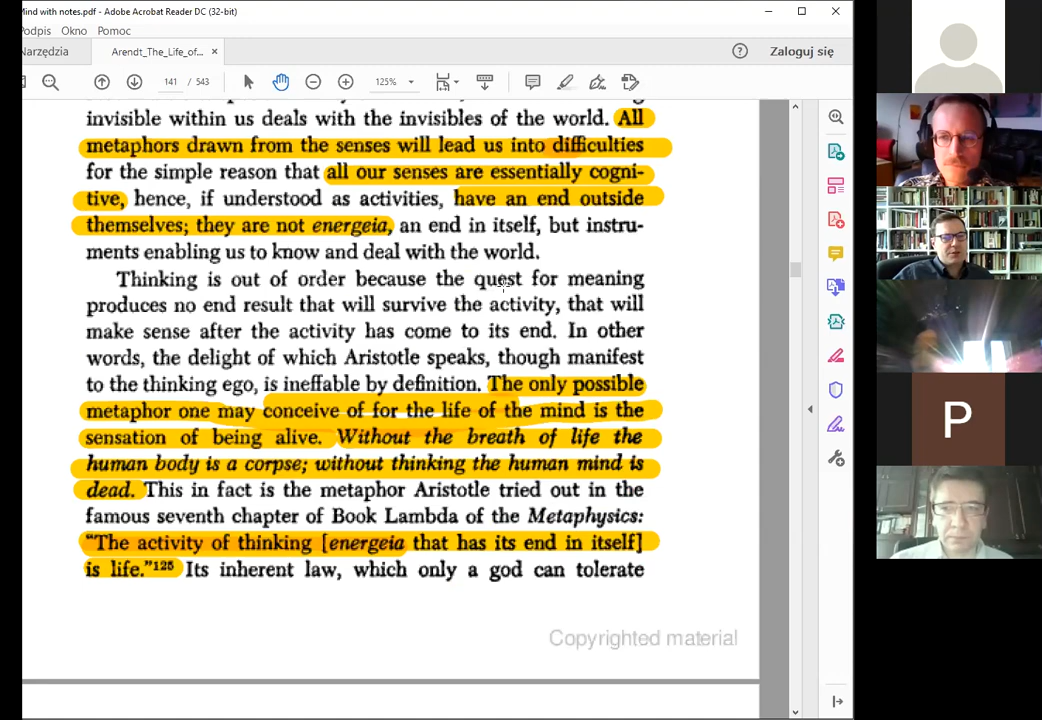 Mind with notes.pdf - Adobe Acrobat Reader DC (32-bit)
Podpis Okno Pomoc
Narzędzia Arendt_The_Life_of... × Zaloguj się
141 / 543 125%
invisible within us deals with the invisibles of the world. All
metaphors drawn from the senses will lead us into difficulties
for the simple reason that all our senses are essentially cogni-
tive, hence, if understood as activities, have an end outside
themselves; they are not energeia, an end in itself, but instru-
ments enabling us to know and deal with the world.
Thinking is out of order because the quest for meaning
produces no end result that will survive the activity, that will
make sense after the activity has come to its end. In other
words, the delight of which Aristotle speaks, though manifest
to the thinking ego, is ineffable by definition. The only possible
metaphor one may conceive of for the life of the mind is the
sensation of being alive. Without the breath of life the
human body is a corpse; without thinking the human mind is
dead. This in fact is the metaphor Aristotle tried out in the
famous seventh chapter of Book Lambda of the Metaphysics:
"The activity of thinking [energeia that has its end in itself]
is life."125 Its inherent law, which only a god can tolerate
Copyrighted material
P